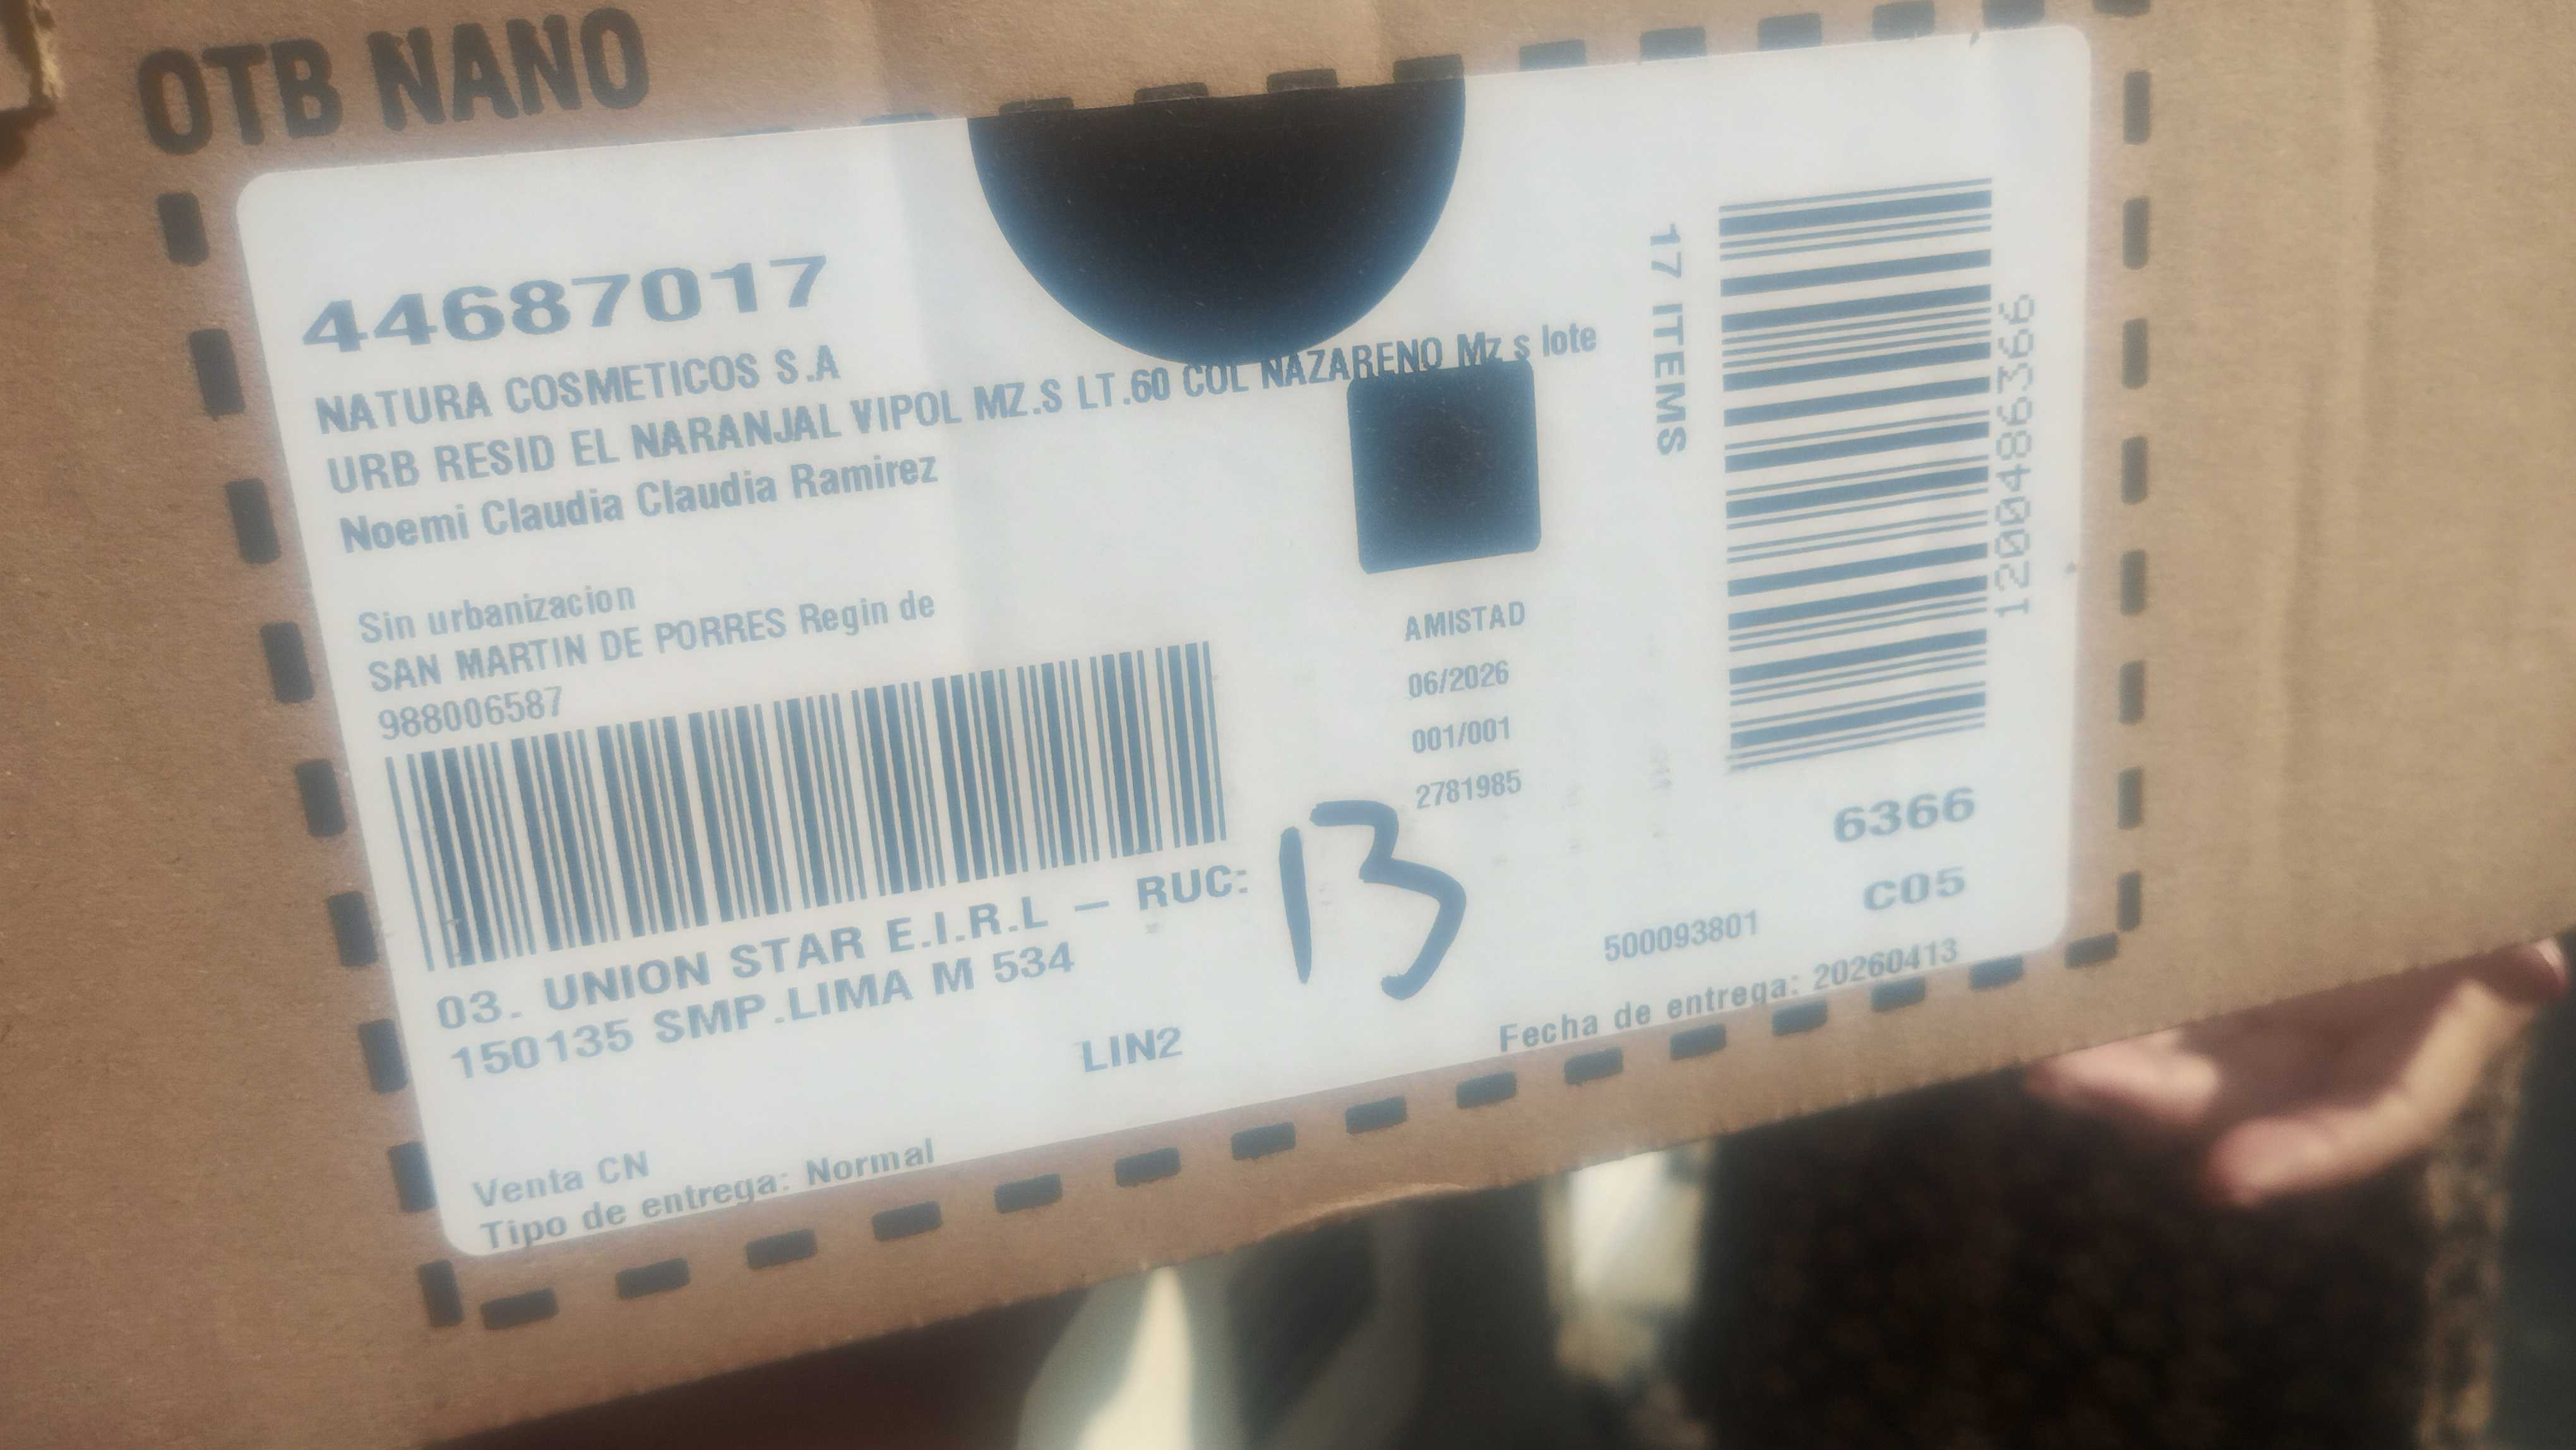 OTB NANO
44687017
NATURA COSMETICOS S.A
URB RESID EL NARANJAL VIPOL MZ.S LT.60 COL NAZARENO Mz s lote
Noemi Claudia Claudia Ramirez
Sin urbanizacion
SAN MARTIN DE PORRES Regin de
988006587
03. UNION STAR E.I.R.L – RUC:
150135 SMP.LIMA M 534
LIN2
Venta CN
Tipo de entrega: Normal
13
AMISTAD
06/2026
001/001
2781985
17 ITEMS
12004863​66
6366
C05
500093801
Fecha de entrega: 20260413